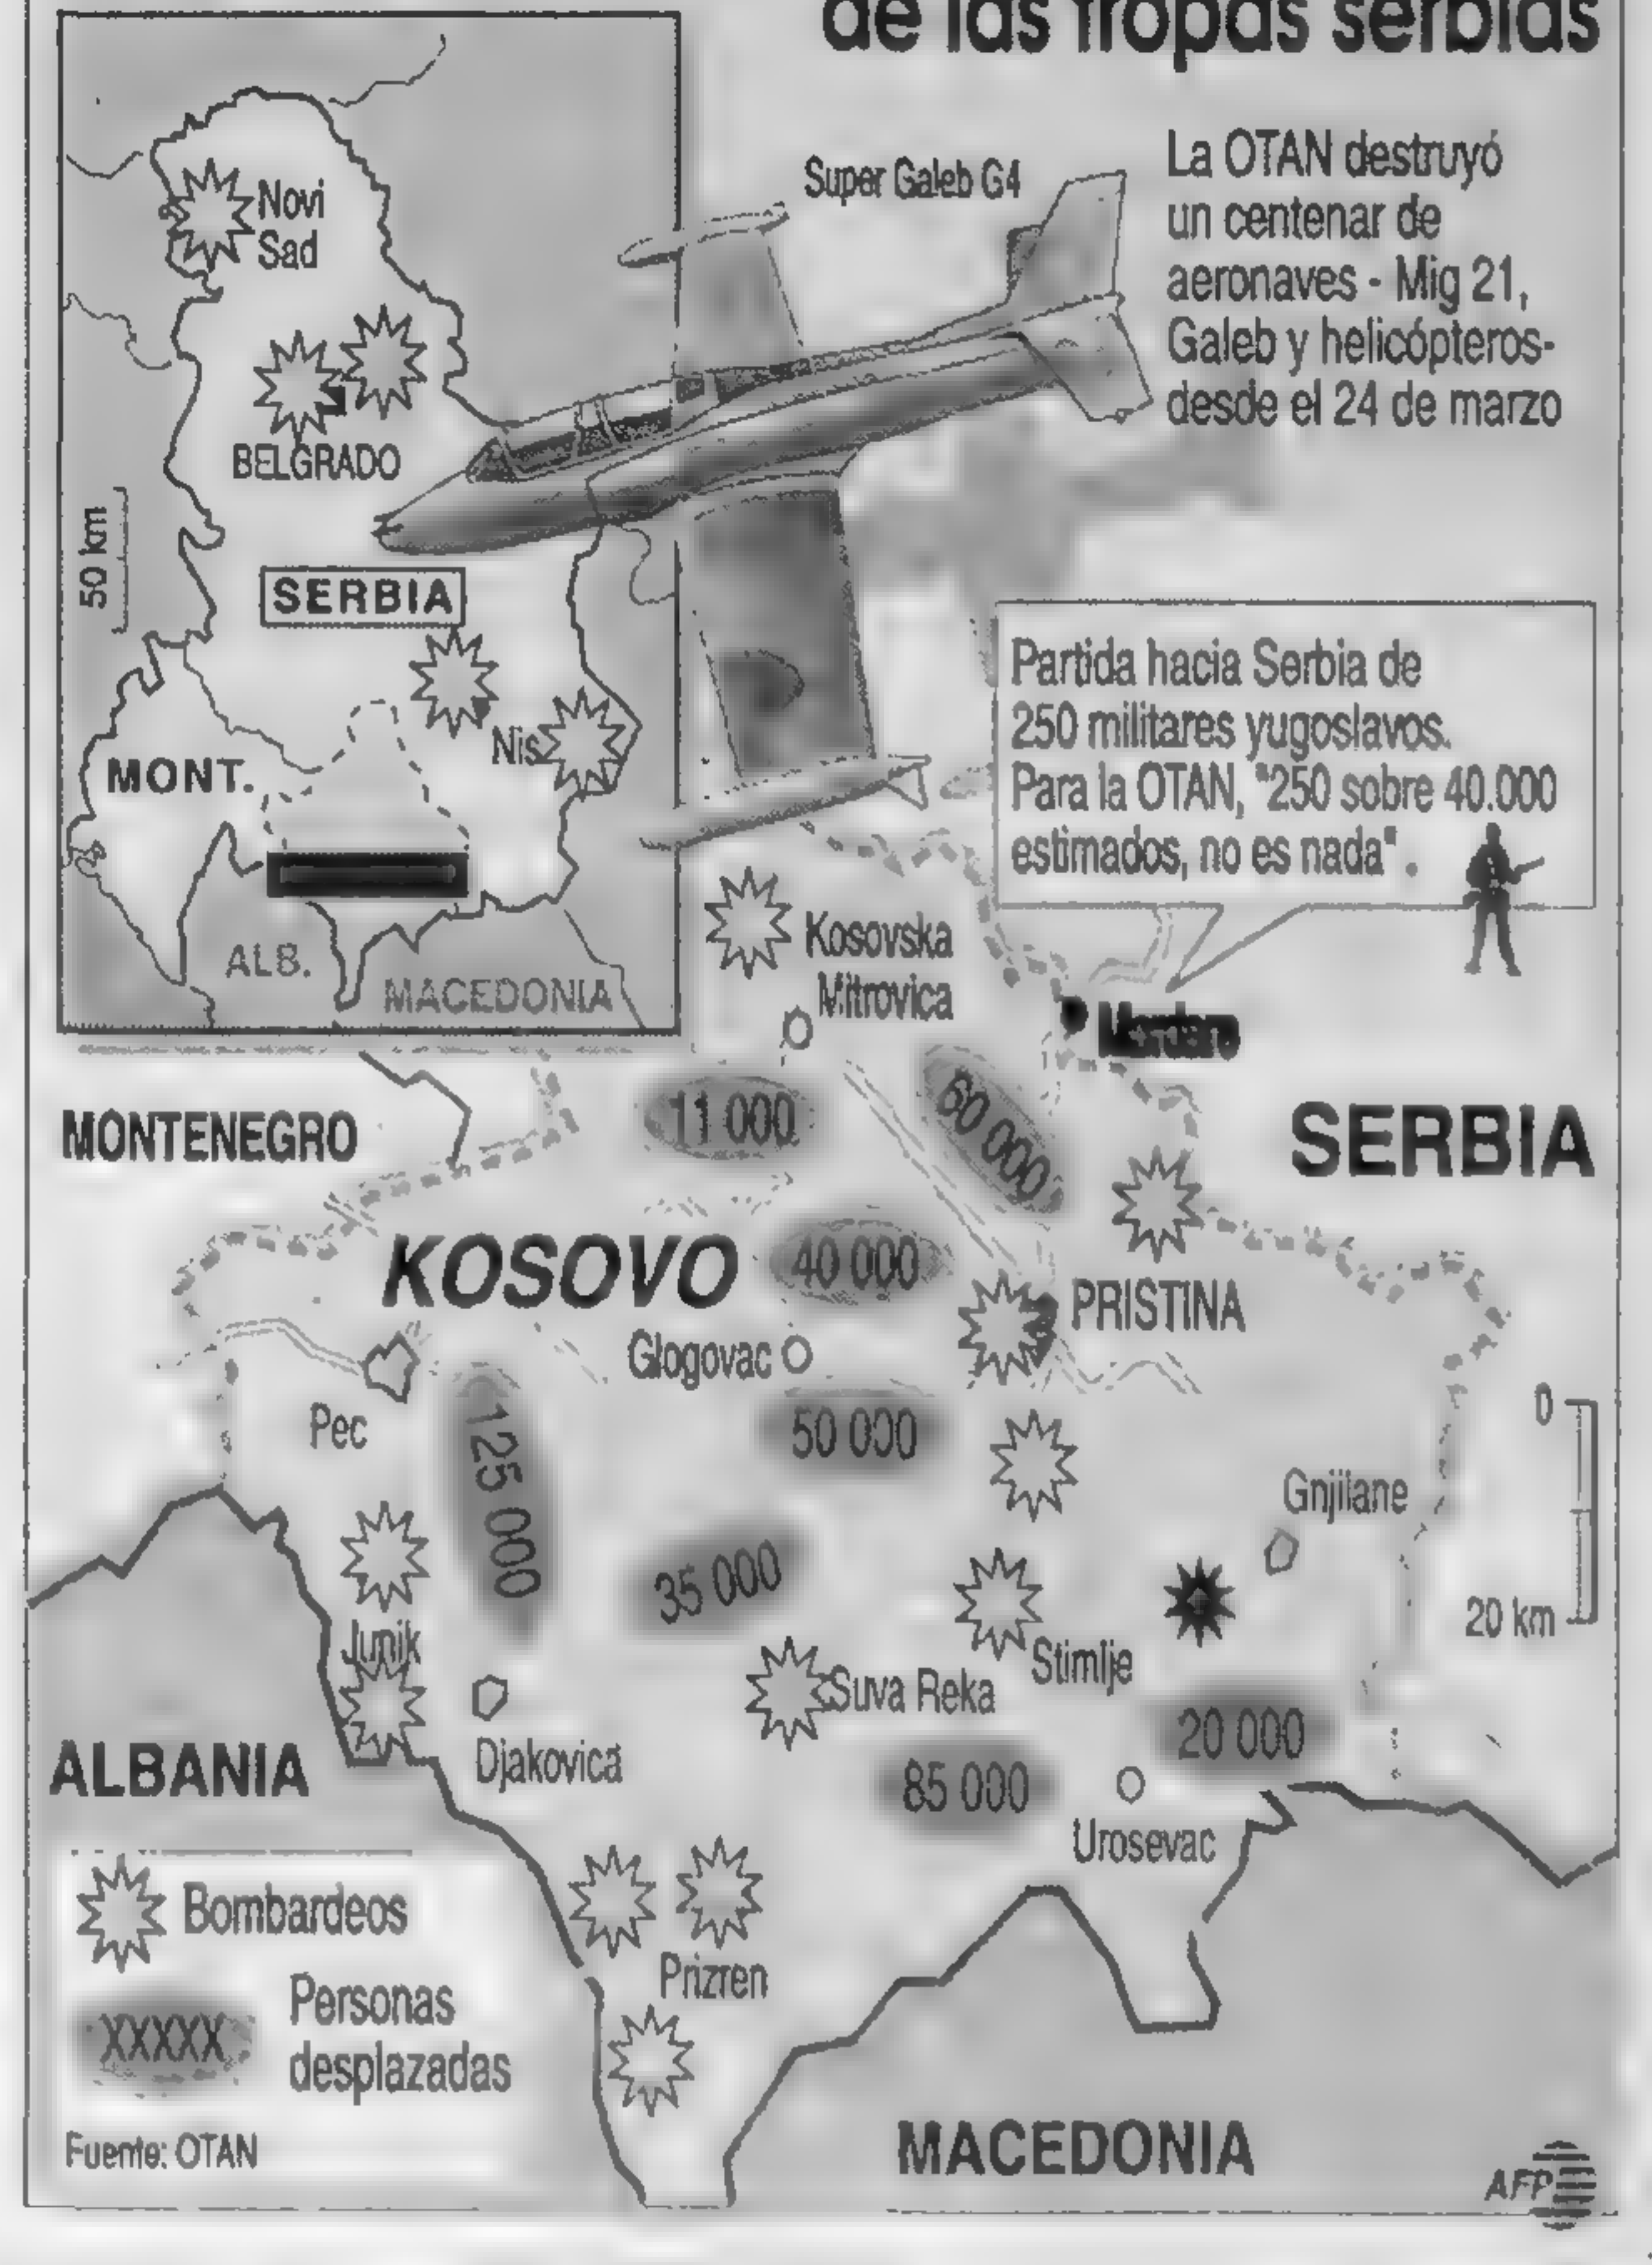 de las tropas serbias
Super Galeb G4
La OTAN destruyó
un centenar de
aeronaves - Mig 21,
Galeb y helicópteros-
desde el 24 de marzo
Novi
Sad
BELGRADO
50 km
SERBIA
Nis
MONT.
ALB.
MACEDONIA
Partida hacia Serbia de
250 militares yugoslavos.
Para la OTAN, "250 sobre 40.000
estimados, no es nada".
Kosovska
Mitrovica
Merdare
11 000
60 000
MONTENEGRO
SERBIA
KOSOVO
40 000
PRISTINA
Glogovac
Pec
125 000
50 000
0
Gnjilane
35 000
20 km
Junik
Stimlje
Suva Reka
20 000
ALBANIA
Djakovica
85 000
Urosevac
Bombardeos
Prizren
XXXXX
Personas
desplazadas
Fuente: OTAN
MACEDONIA
AFP